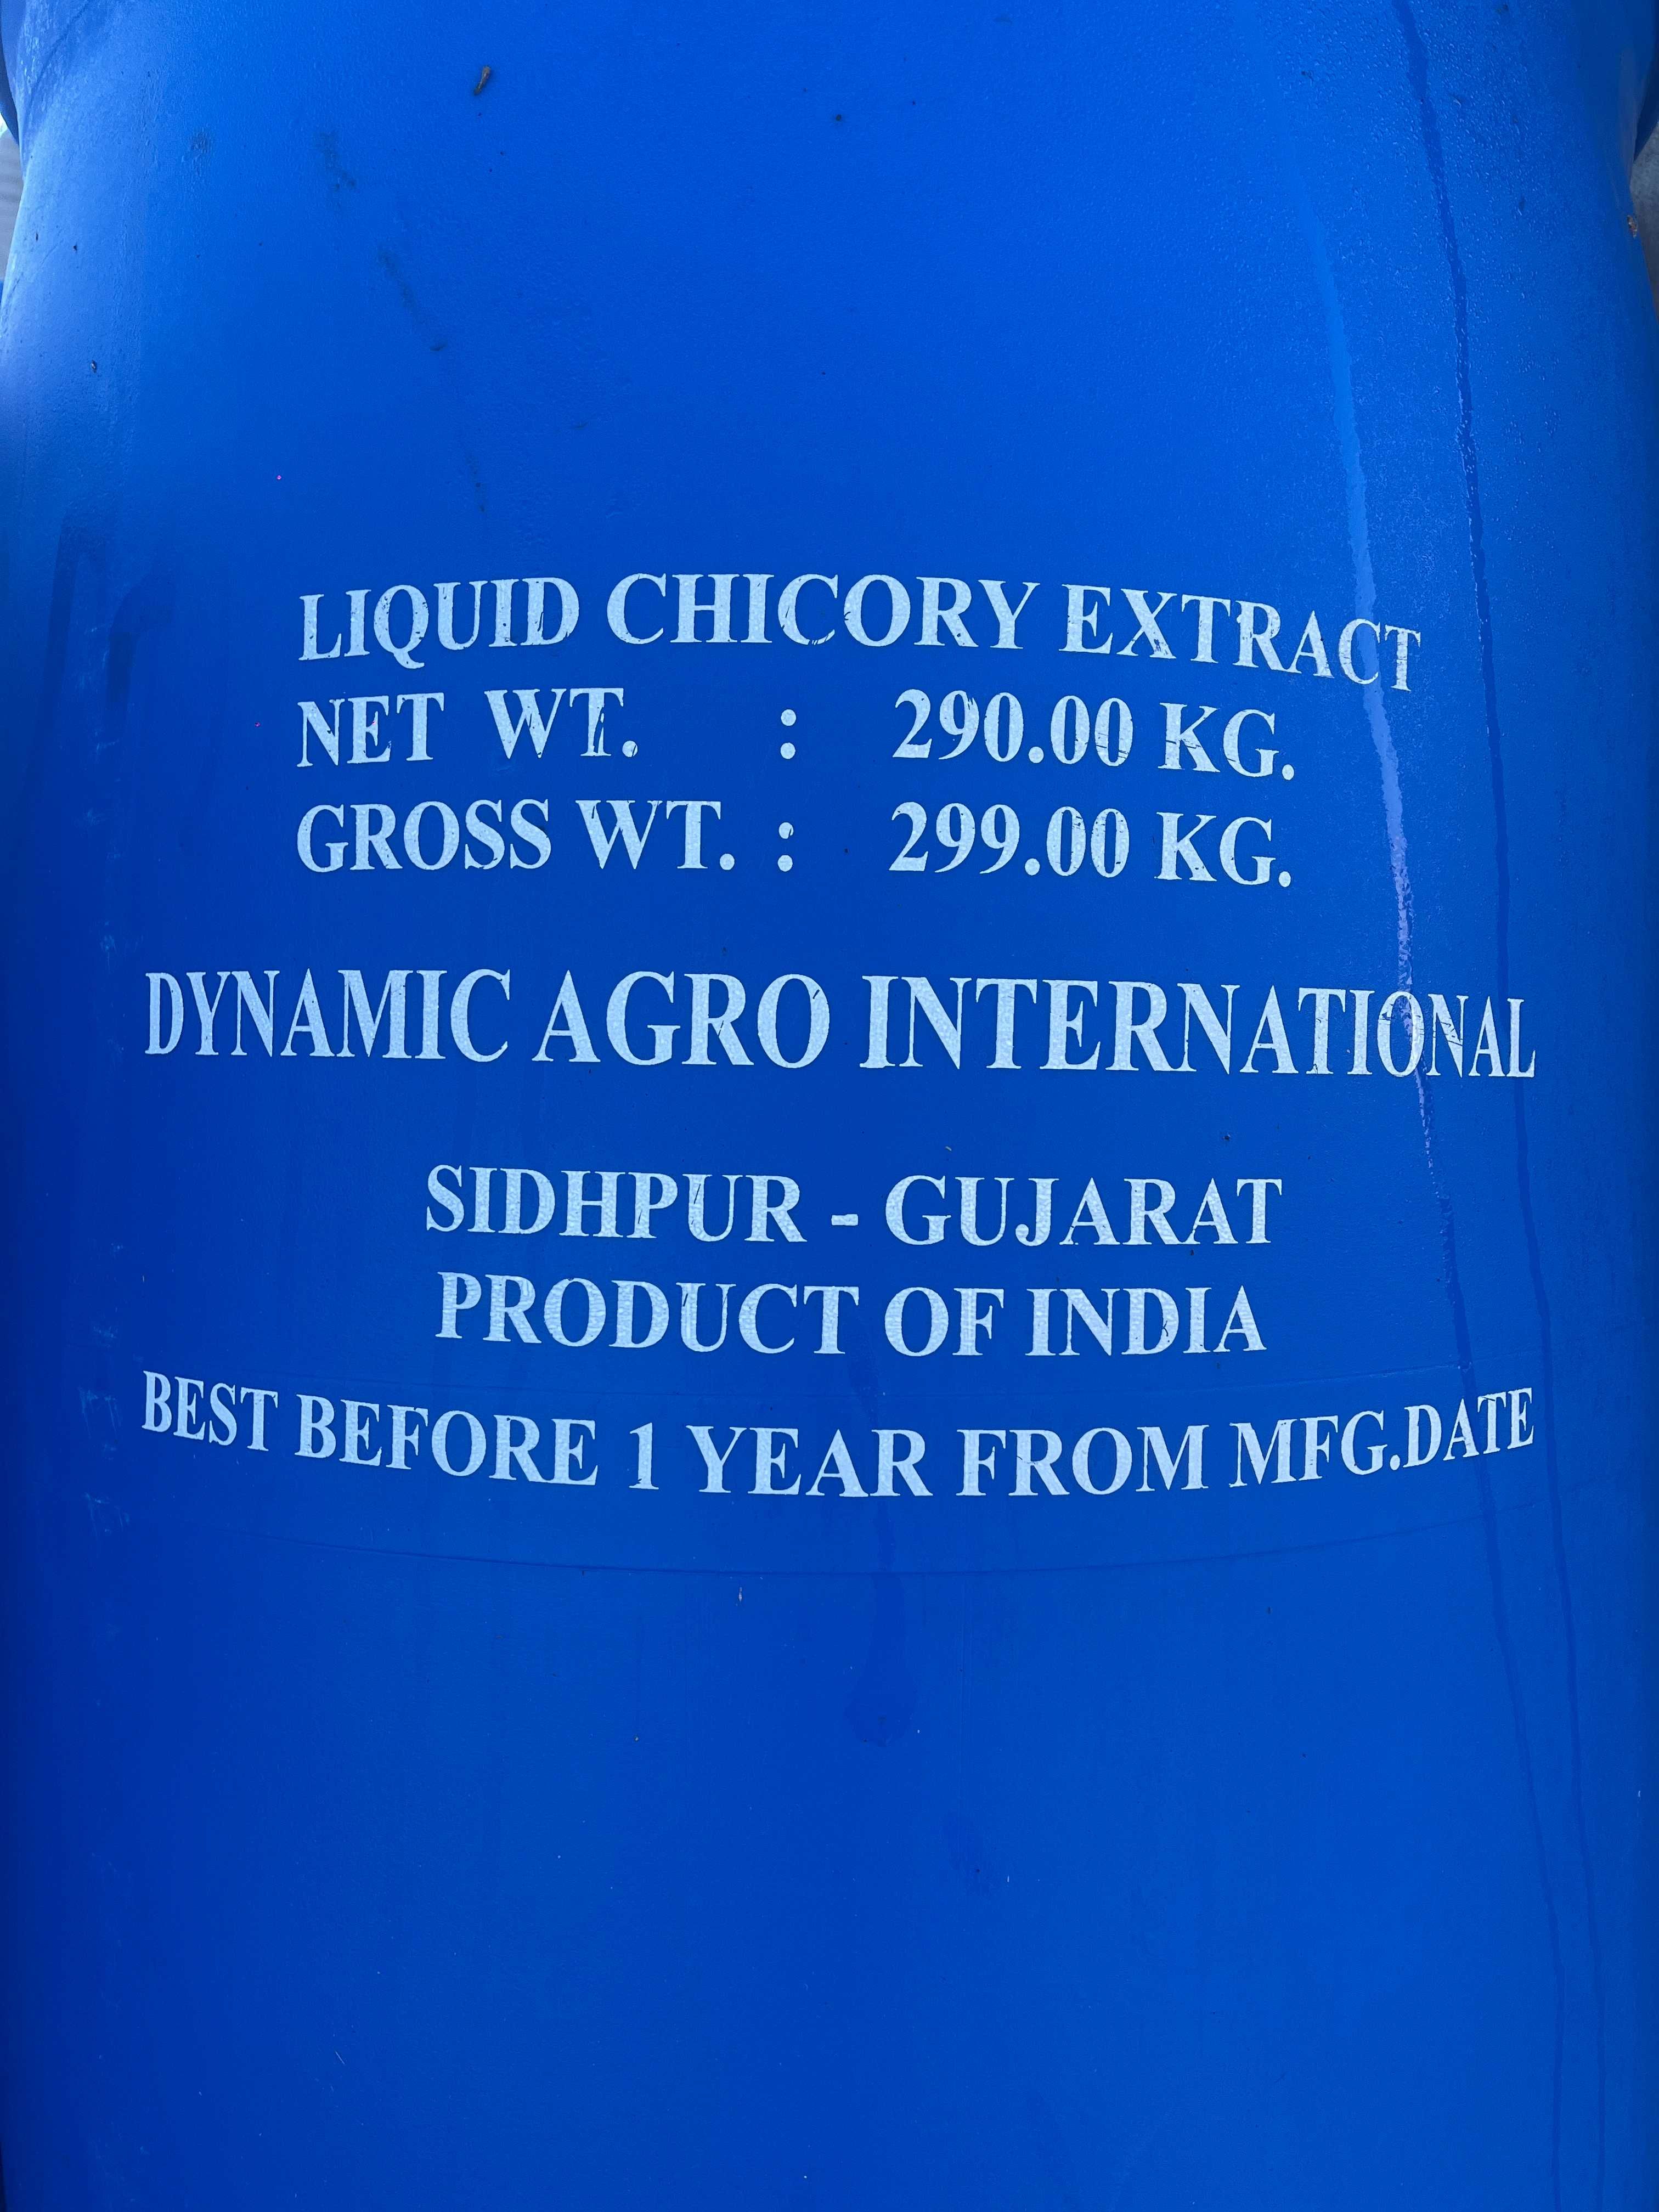 LIQUID CHICORY EXTRACT
NET WT. : 290.00 KG.
GROSS WT. : 299.00 KG.
DYNAMIC AGRO INTERNATIONAL
SIDHPUR - GUJARAT
PRODUCT OF INDIA
BEST BEFORE 1 YEAR FROM MFG.DATE